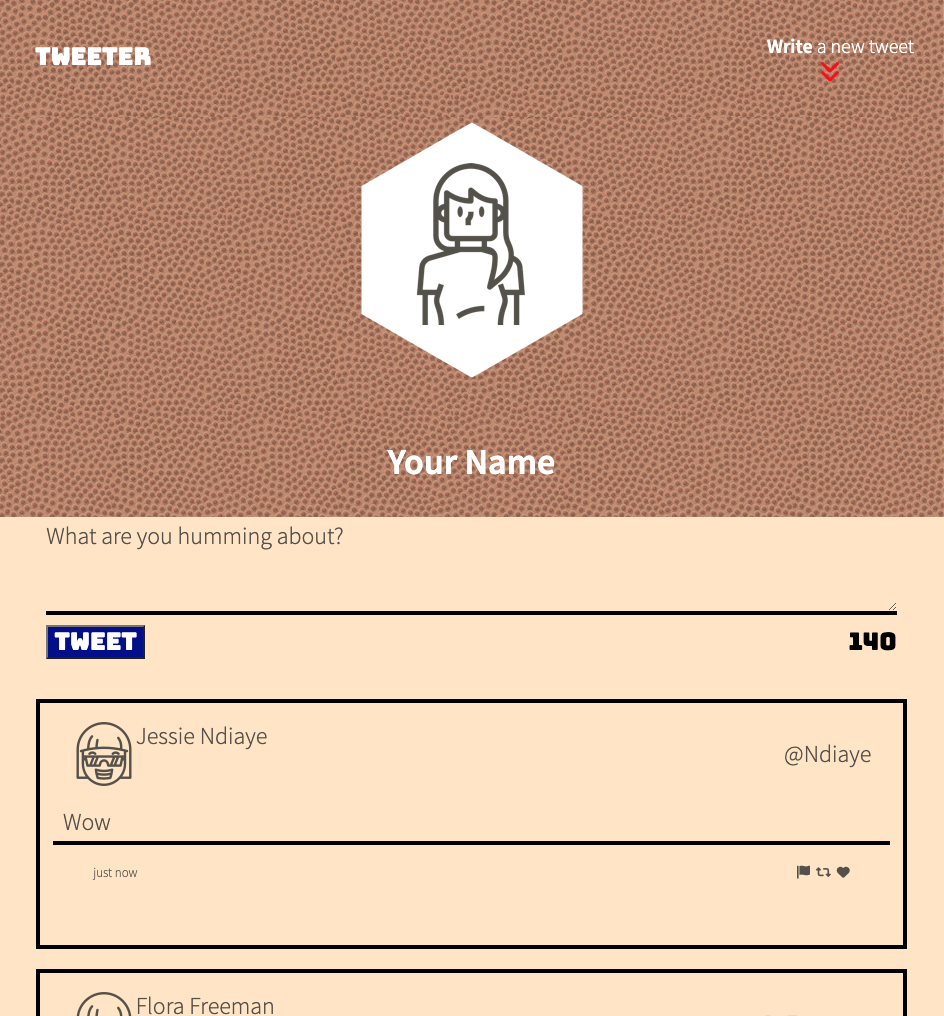 TWEETER
Write a new tweet
Your Name
What are you humming about?
TWEET
140
Jessie Ndiaye
@Ndiaye
Wow
just now
Flora Freeman